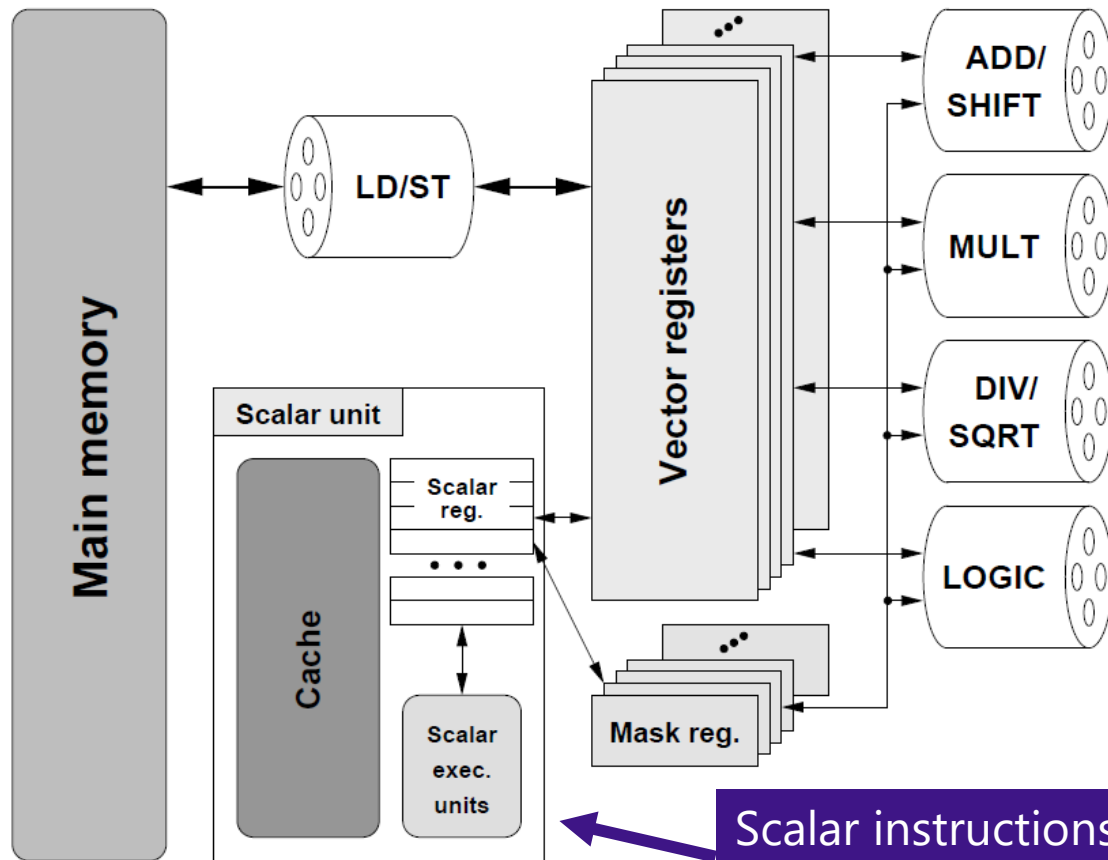 Main memory
LD/ST
Vector registers
ADD/
SHIFT
MULT
DIV/
SQRT
LOGIC
Scalar unit
Cache
Scalar
reg.
Scalar
exec.
units
Mask reg.
Scalar instructions